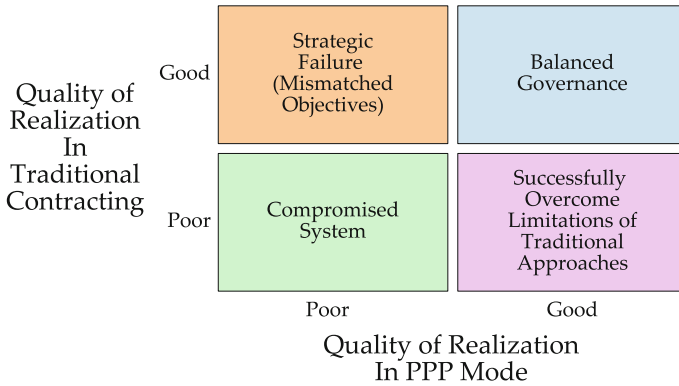 Quality of
Realization
In
Traditional
Contracting
Good
Strategic
Failure
(Mismatched
Objectives)
Balanced
Governance
Poor
Compromised
System
Successfully
Overcome
Limitations of
Traditional
Approaches
Poor
Good
Quality of Realization
In PPP Mode